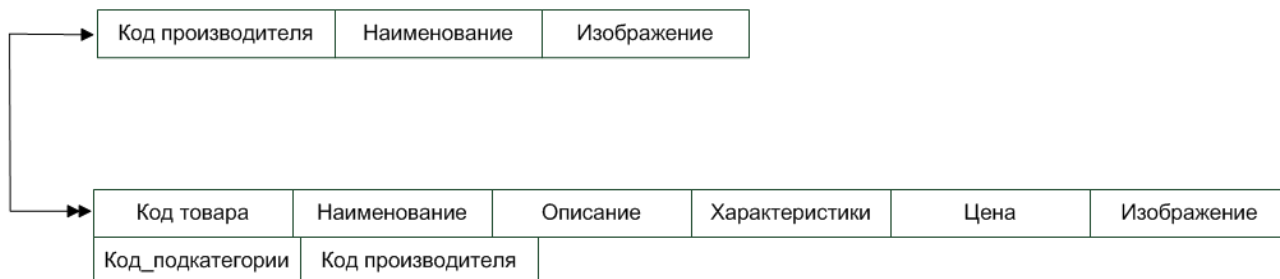 Код производителя Наименование Изображение
Код товара Наименование Описание Характеристики Цена Изображение
Код_подкатегории Код производителя